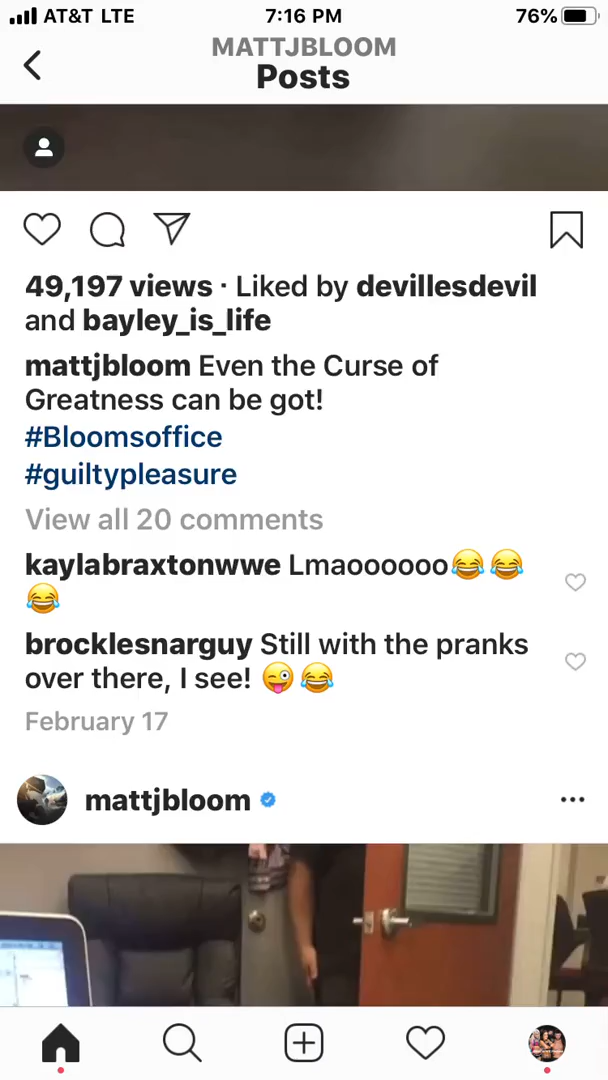 AT&T LTE 7:16 PM 76%
MATTJBLOOM
Posts
49,197 views · Liked by devillesdevil
and bayley_is_life
mattjbloom Even the Curse of
Greatness can be got!
#Bloomsoffice
#guiltypleasure
View all 20 comments
kaylabraxtonwwe Lmaoooooo😂😂
😂
brocklesnarguy Still with the pranks
over there, I see! 😜😂
February 17
mattjbloom